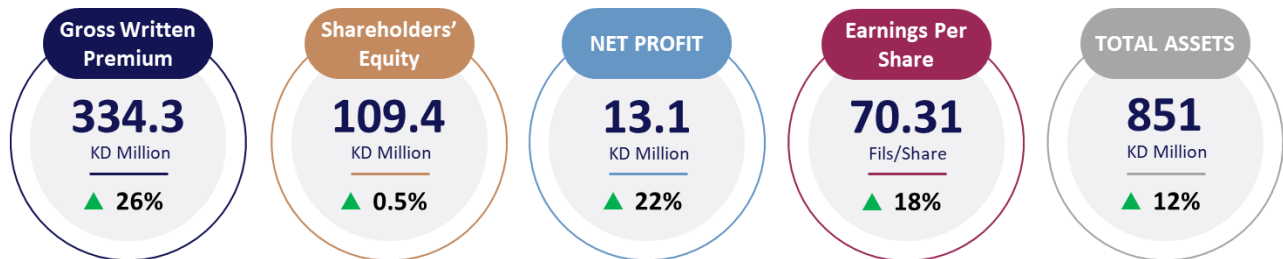 Gross Written
Premium
334.3
KD Million
▲ 26%
Shareholders’
Equity
109.4
KD Million
▲ 0.5%
NET PROFIT
13.1
KD Million
▲ 22%
Earnings Per
Share
70.31
Fils/Share
▲ 18%
TOTAL ASSETS
851
KD Million
▲ 12%